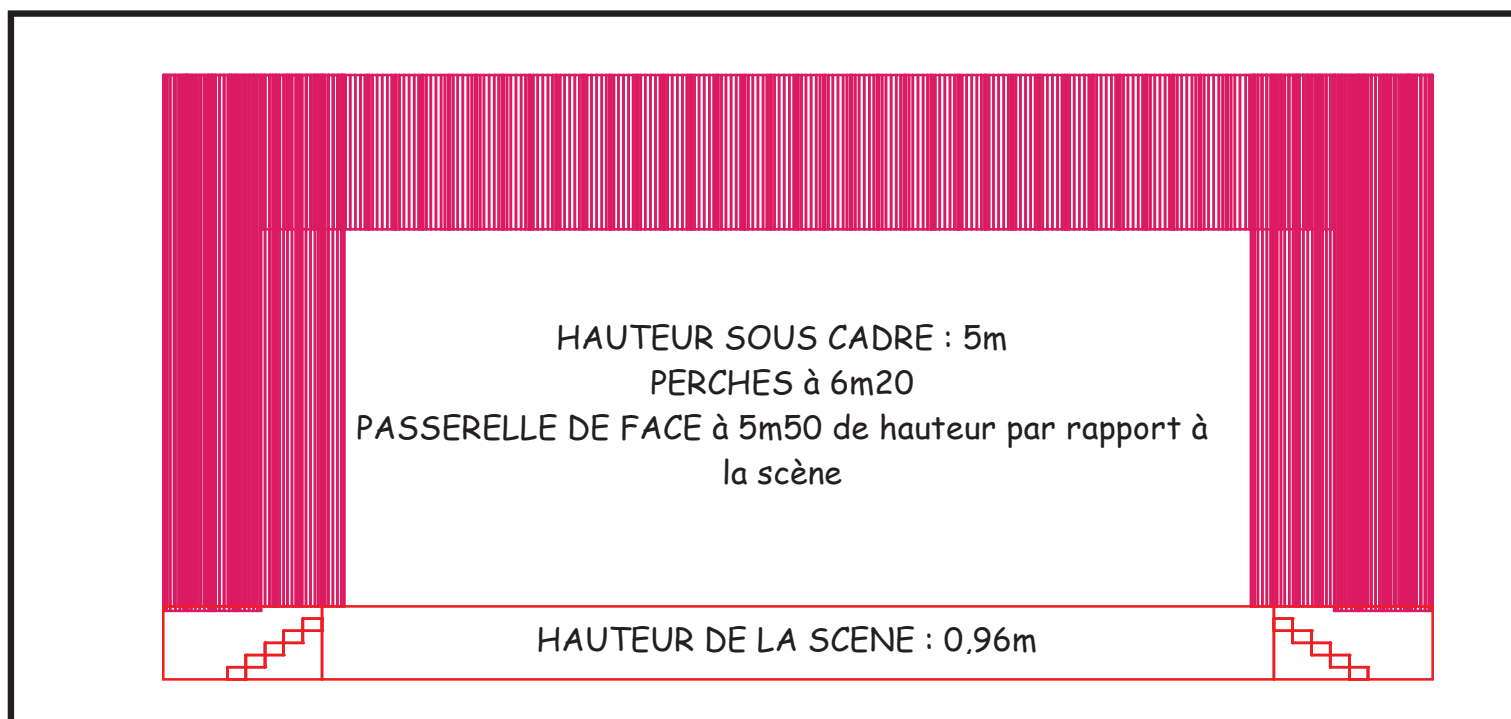 HAUTEUR SOUS CADRE : 5m
PERCHES à 6m20
PASSERELLE DE FACE à 5m50 de hauteur par rapport à
la scène
HAUTEUR DE LA SCENE : 0,96m